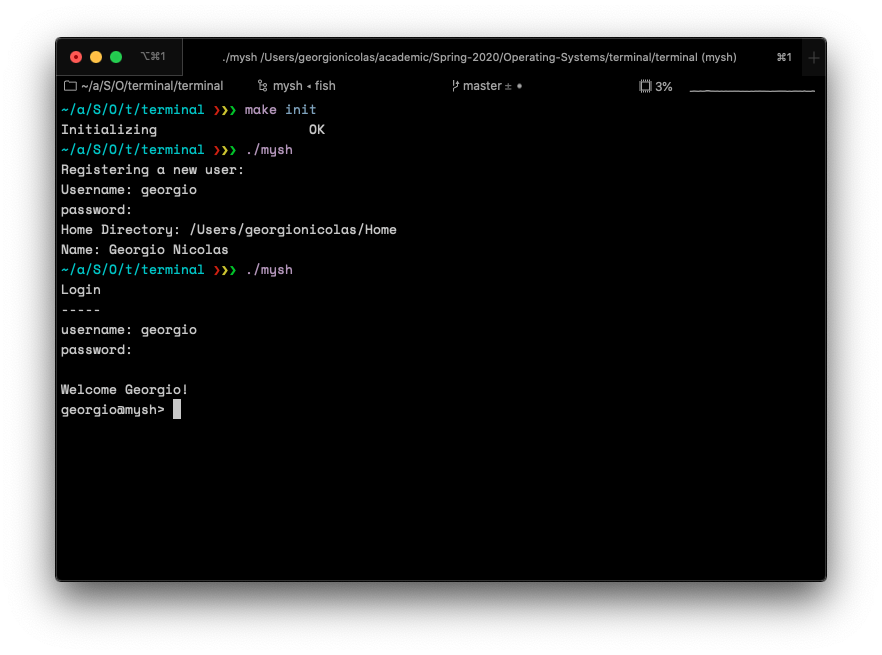 ⌥⌘1 ./mysh /Users/georgionicolas/academic/Spring-2020/Operating-Systems/terminal/terminal (mysh) ⌘1 +
~/a/S/O/terminal/terminal mysh ◂ fish master ± ● 3%
~/a/S/O/t/terminal ❯❯❯ make init
Initializing OK
~/a/S/O/t/terminal ❯❯❯ ./mysh
Registering a new user:
Username: georgio
password:
Home Directory: /Users/georgionicolas/Home
Name: Georgio Nicolas
~/a/S/O/t/terminal ❯❯❯ ./mysh
Login
-----
username: georgio
password:
Welcome Georgio!
georgio@mysh>